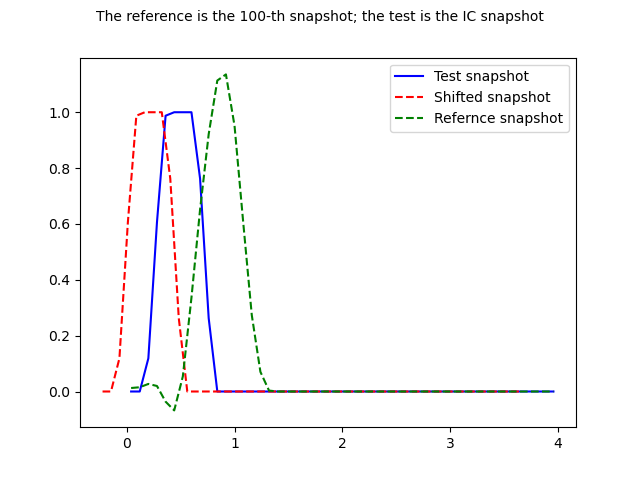 The reference is the 100-th snapshot; the test is the IC snapshot
Test snapshot
Shifted snapshot
Refernce snapshot
1.0
0.8
0.6
0.4
0.2
0.0
0 1 2 3 4